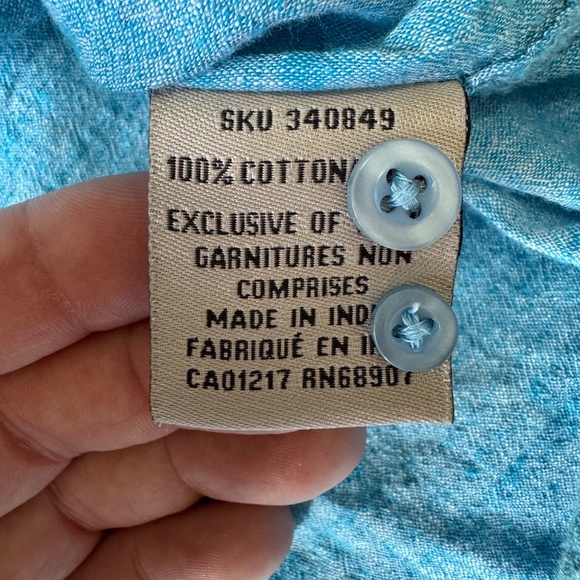 SKU 340849
100% COTTON/
EXCLUSIVE OF
GARNITURES NON
COMPRISES
MADE IN
FABRIQUÉ EN
CA01217 RN68907